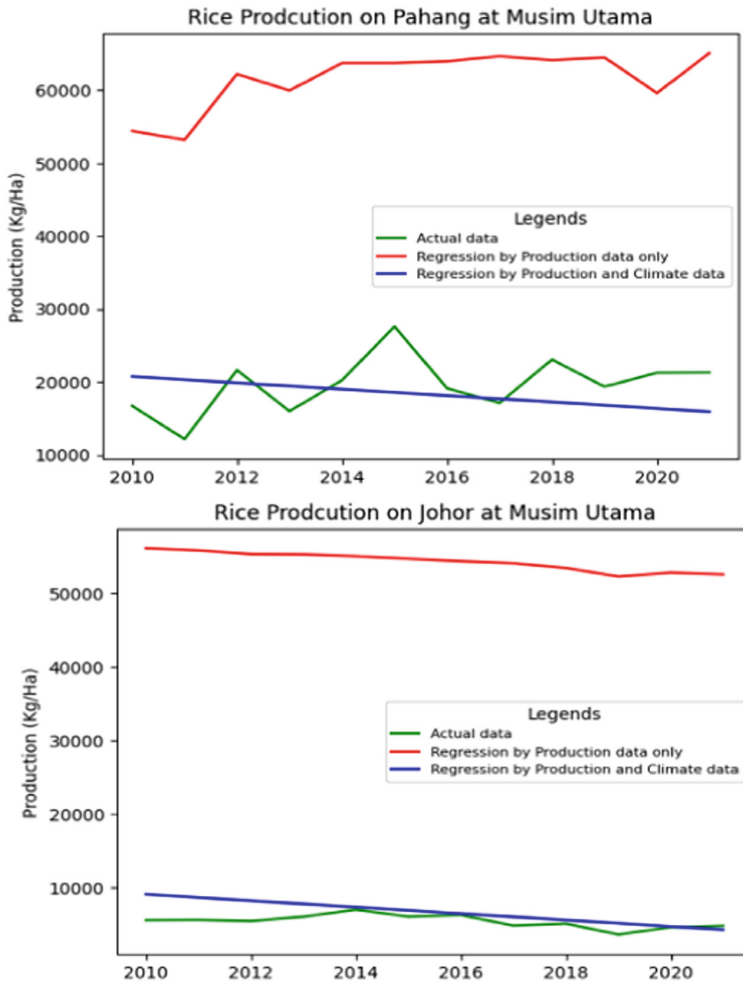 Rice Prodcution on Pahang at Musim Utama
Production (Kg/Ha)
60000
50000
40000
30000
20000
10000
Legends
Actual data
Regression by Production data only
Regression by Production and Climate data
2010
2012
2014
2016
2018
2020
Rice Prodcution on Johor at Musim Utama
Production (Kg/Ha)
50000
40000
30000
20000
10000
Legends
Actual data
Regression by Production data only
Regression by Production and Climate data
2010
2012
2014
2016
2018
2020